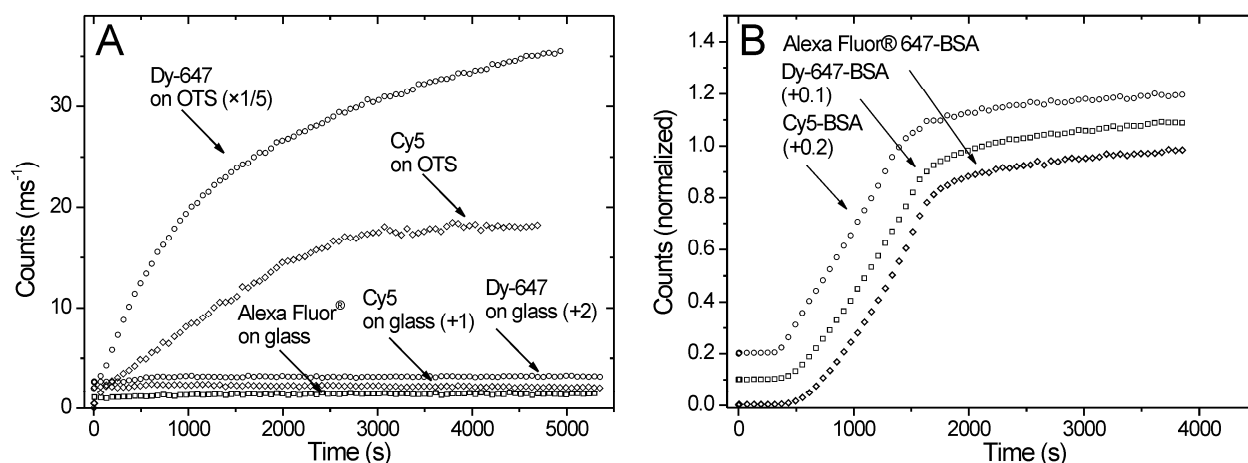 A
Dy-647
on OTS (×1/5)
Cy5
on OTS
Alexa Fluor®
on glass
Cy5
on glass (+1)
Dy-647
on glass (+2)
Counts (ms-1)
0
10
20
30
0
1000
2000
3000
4000
5000
Time (s)
B
Alexa Fluor® 647-BSA
Dy-647-BSA
(+0.1)
Cy5-BSA
(+0.2)
Counts (normalized)
0.0
0.2
0.4
0.6
0.8
1.0
1.2
1.4
0
1000
2000
3000
4000
Time (s)